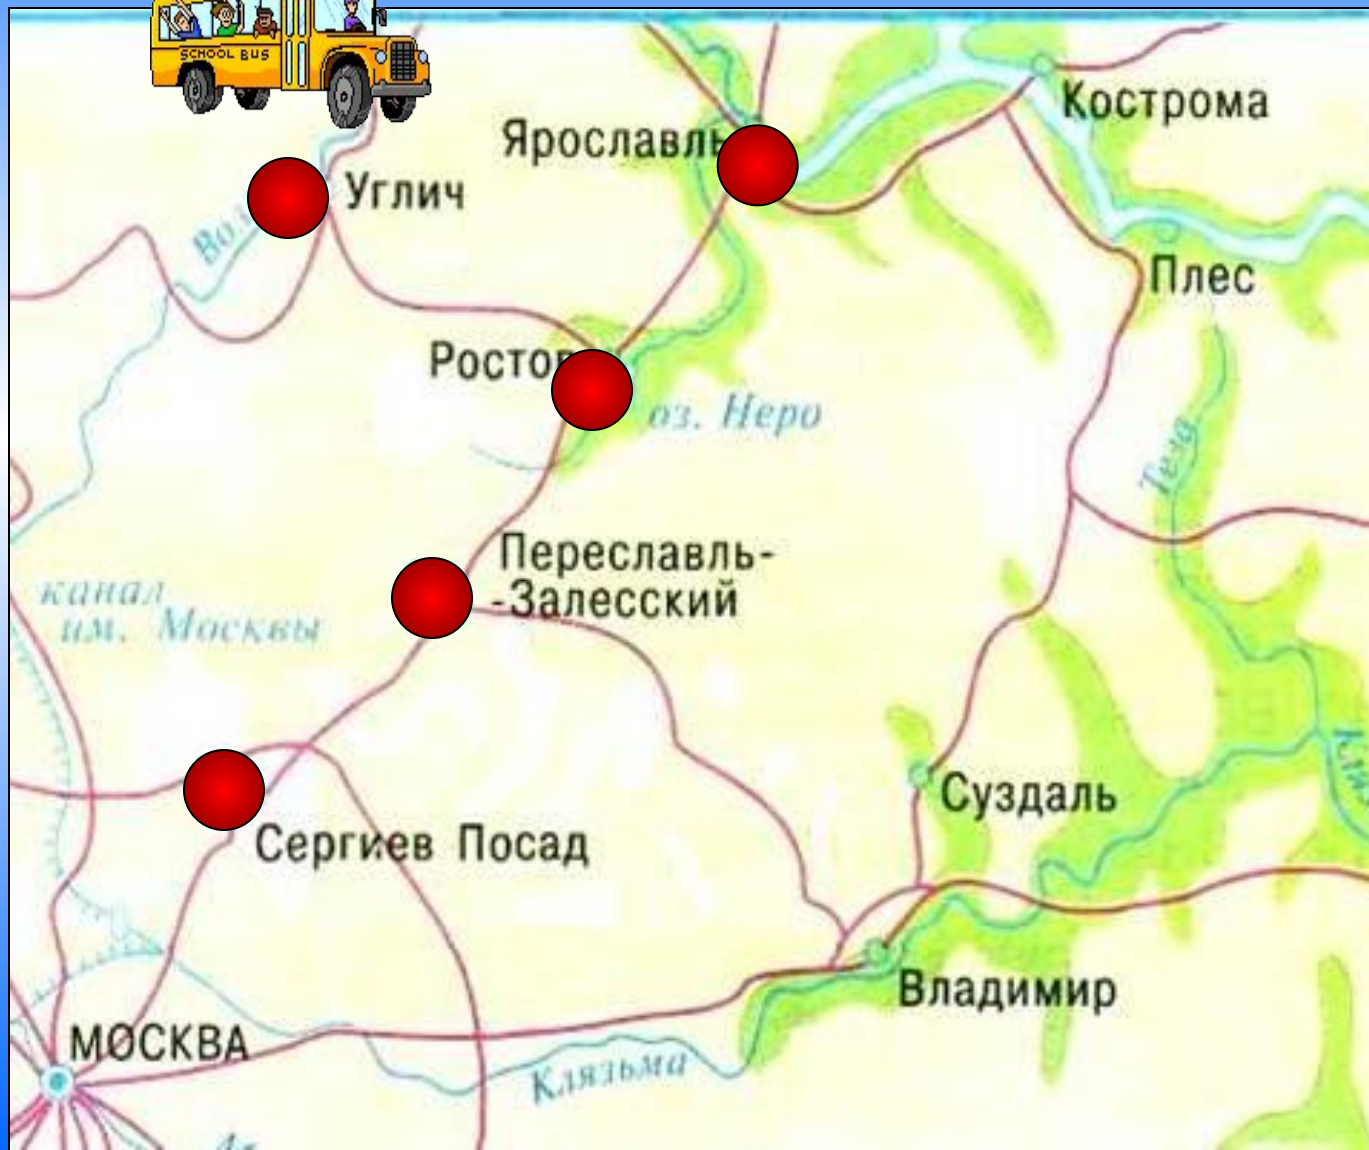 SCHOOL BUS
Кострома
Ярославль
Углич
Плес
Ростов
оз. Неро
Теза
Переславль-
-Залесский
канал
им. Москвы
Суздаль
Сергиев Посад
Владимир
МОСКВА
Клязьма